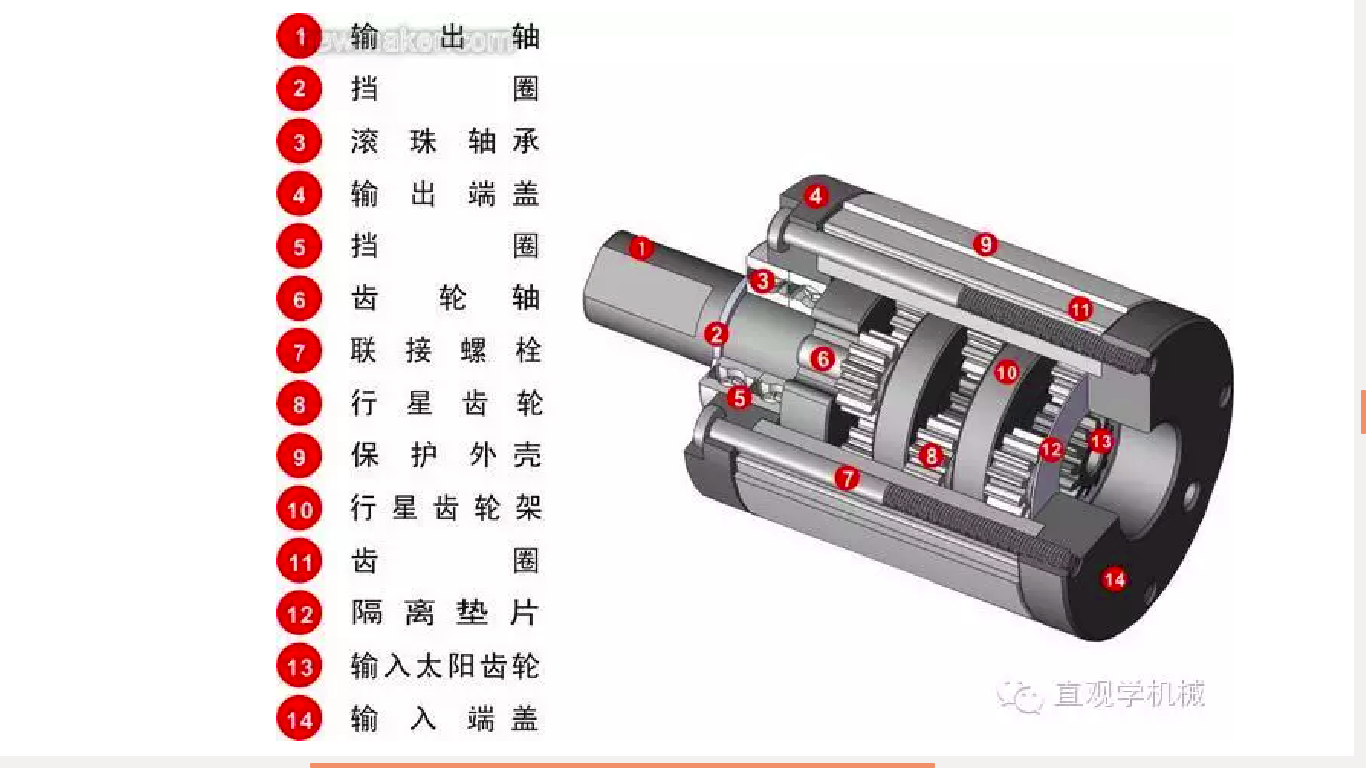 1 输出轴
2 挡圈
3 滚珠轴承
4 输出端盖
5 挡圈
6 齿轮轴
7 联接螺栓
8 行星齿轮
9 保护外壳
10 行星齿轮架
11 齿圈
12 隔离垫片
13 输入太阳齿轮
14 输入端盖
4
1
9
3
11
2
6
10
5
13
12
8
7
14
直观学机械